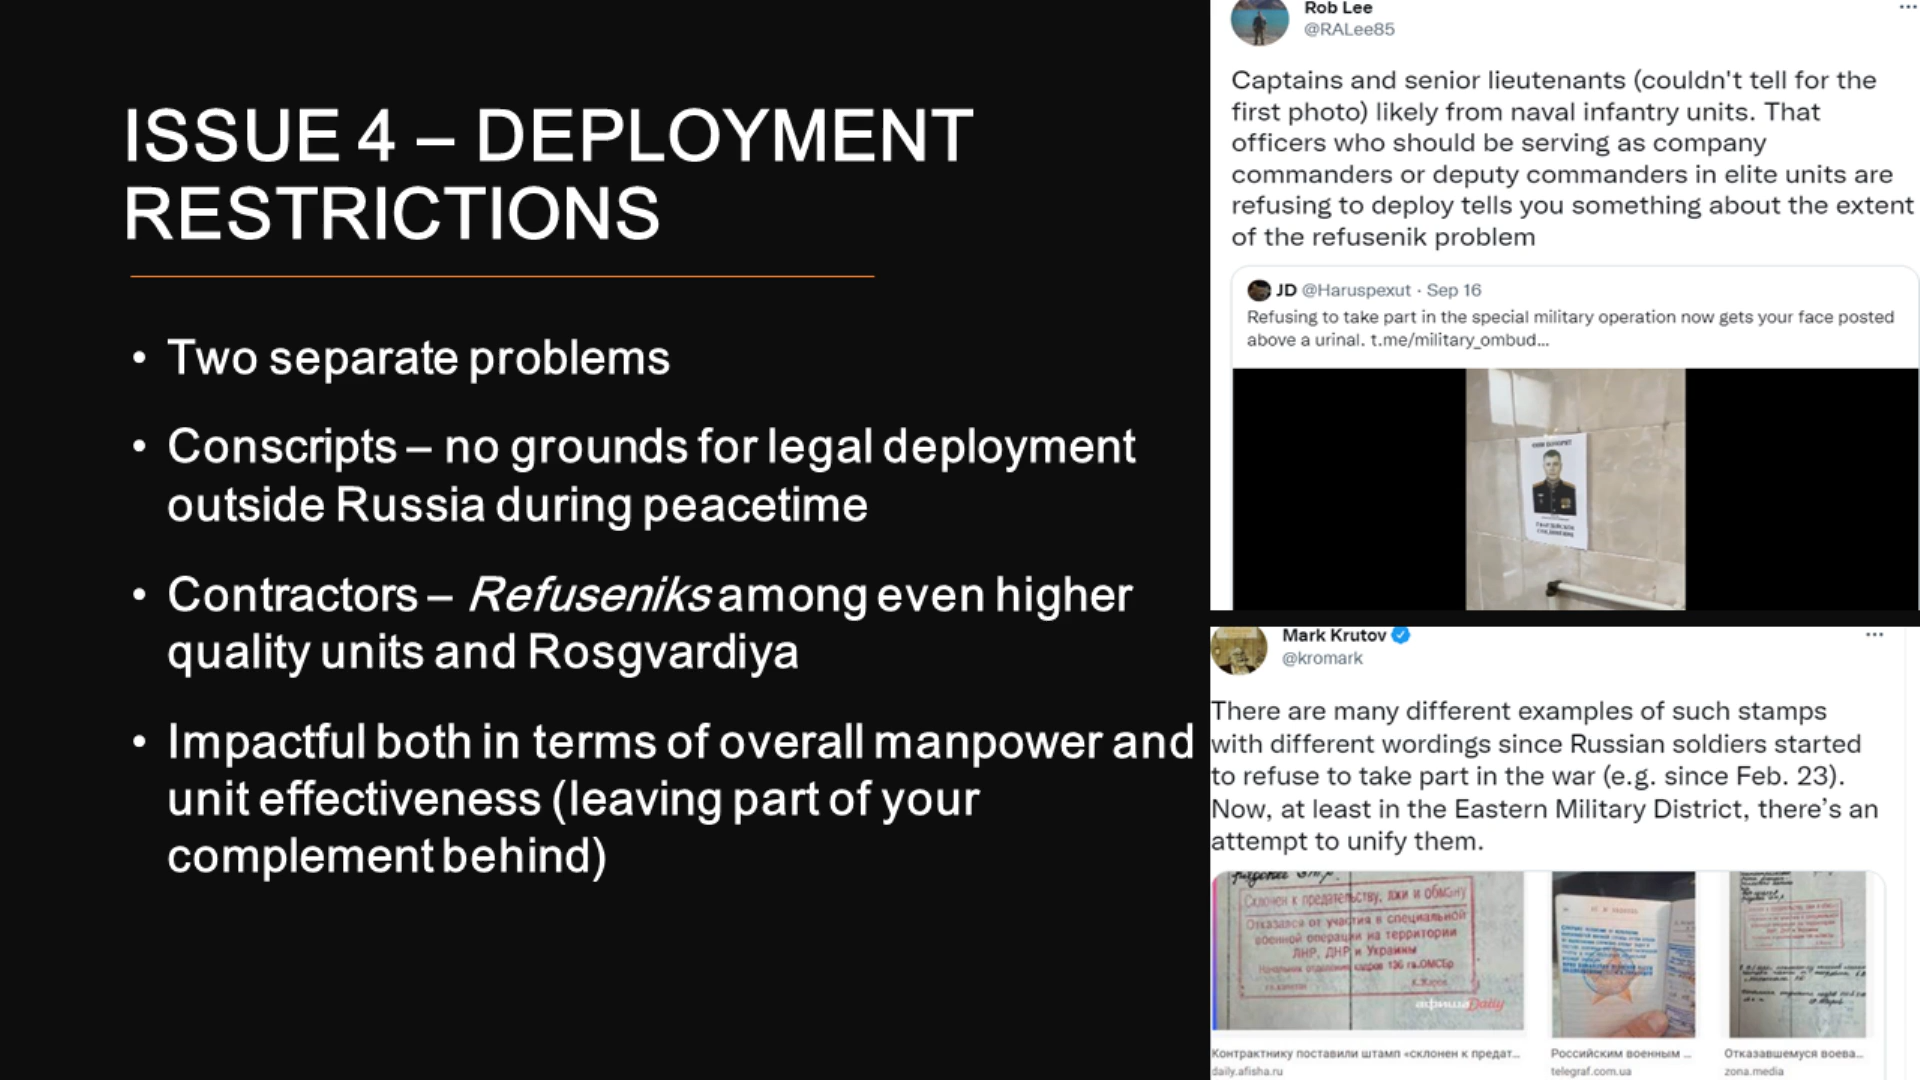 ISSUE 4 – DEPLOYMENT
RESTRICTIONS
• Two separate problems
• Conscripts – no grounds for legal deployment
outside Russia during peacetime
• Contractors – Refuseniks among even higher
quality units and Rosgvardiya
• Impactful both in terms of overall manpower and
unit effectiveness (leaving part of your
complement behind)
Rob Lee
@RALee85
Captains and senior lieutenants (couldn't tell for the
first photo) likely from naval infantry units. That
officers who should be serving as company
commanders or deputy commanders in elite units are
refusing to deploy tells you something about the extent
of the refusenik problem
JD @Haruspexut · Sep 16
Refusing to take part in the special military operation now gets your face posted
above a urinal. t.me/military_ombud...
Mark Krutov
@kromark
There are many different examples of such stamps
with different wordings since Russian soldiers started
to refuse to take part in the war (e.g. since Feb. 23).
Now, at least in the Eastern Military District, there's an
attempt to unify them.
Склонен к предательству, лжи и обману
Отказался от участия в специальной
военной операции на территории
ЛНР, ДНР и Украины
Начальник отделения кадров 136 гв.ОМСБр
афишаDaily
Контрактнику поставили штамп «склонен к предат...
daily.afisha.ru
Российским военным ...
telegraf.com.ua
Отказавшемуся воева...
zona.media